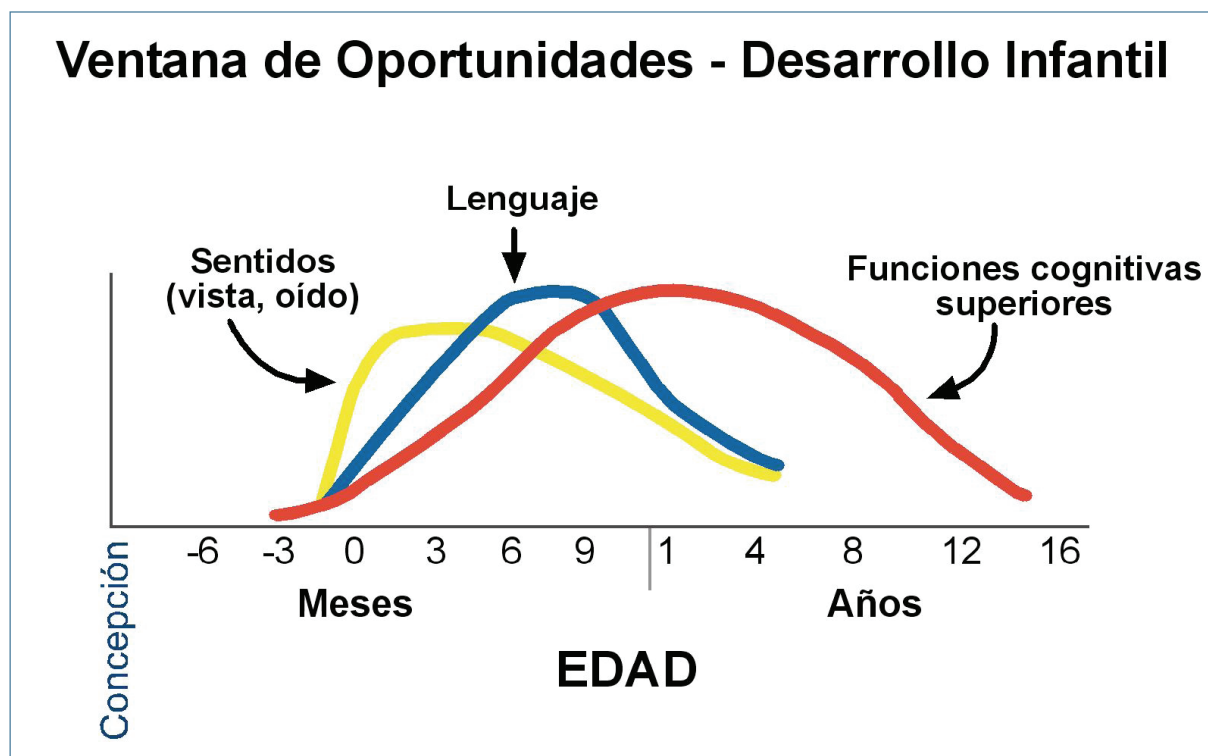 Ventana de Oportunidades - Desarrollo Infantil
Lenguaje
Sentidos
(vista, oído)
Funciones cognitivas
superiores
Concepción
-6 -3 0 3 6 9 1 4 8 12 16
Meses Años
EDAD